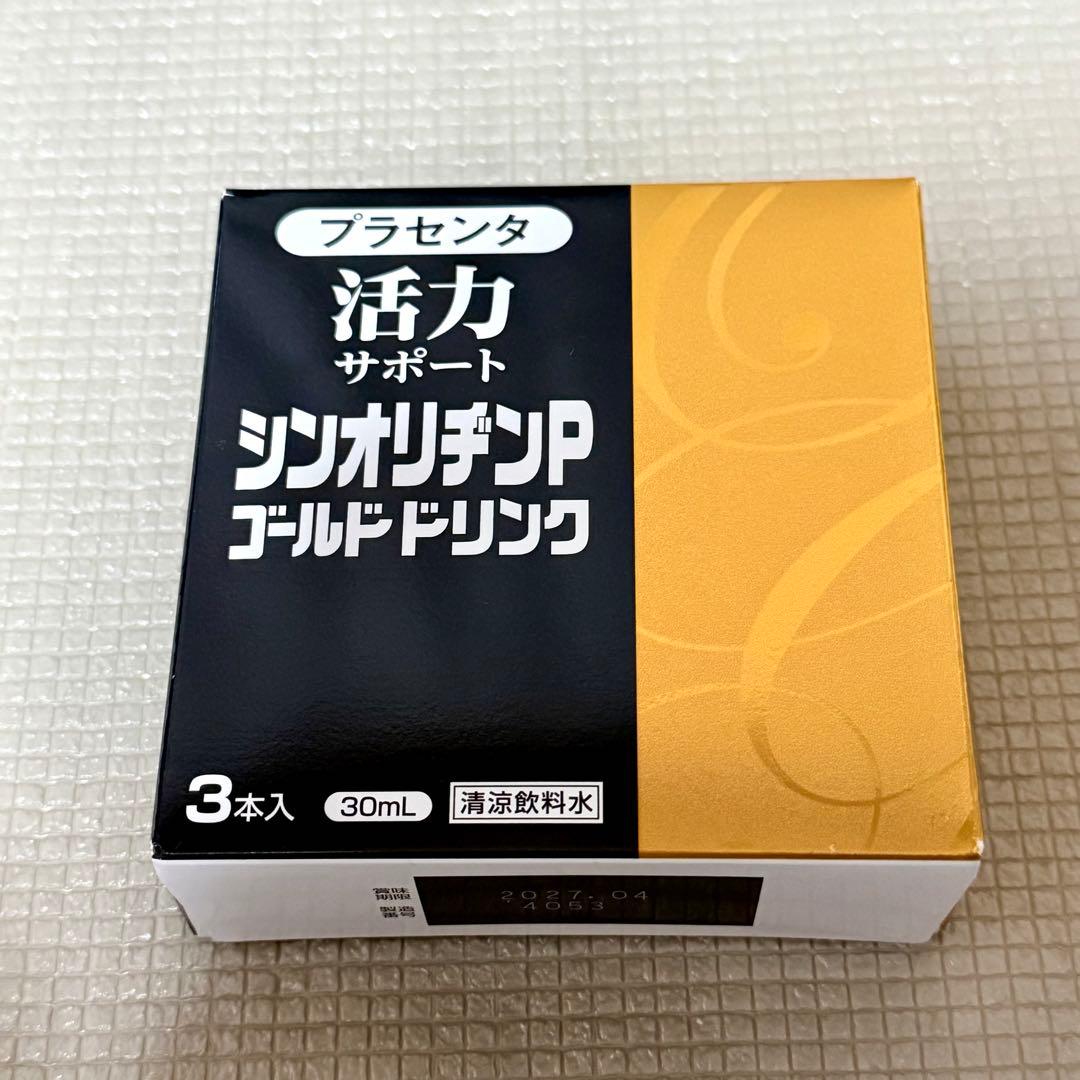 プラセンタ
活力
サポート
シンオリヂンP
ゴールドドリンク
3本入 30mL 清涼飲料水
賞味期限 2027.04
製造番号 4053